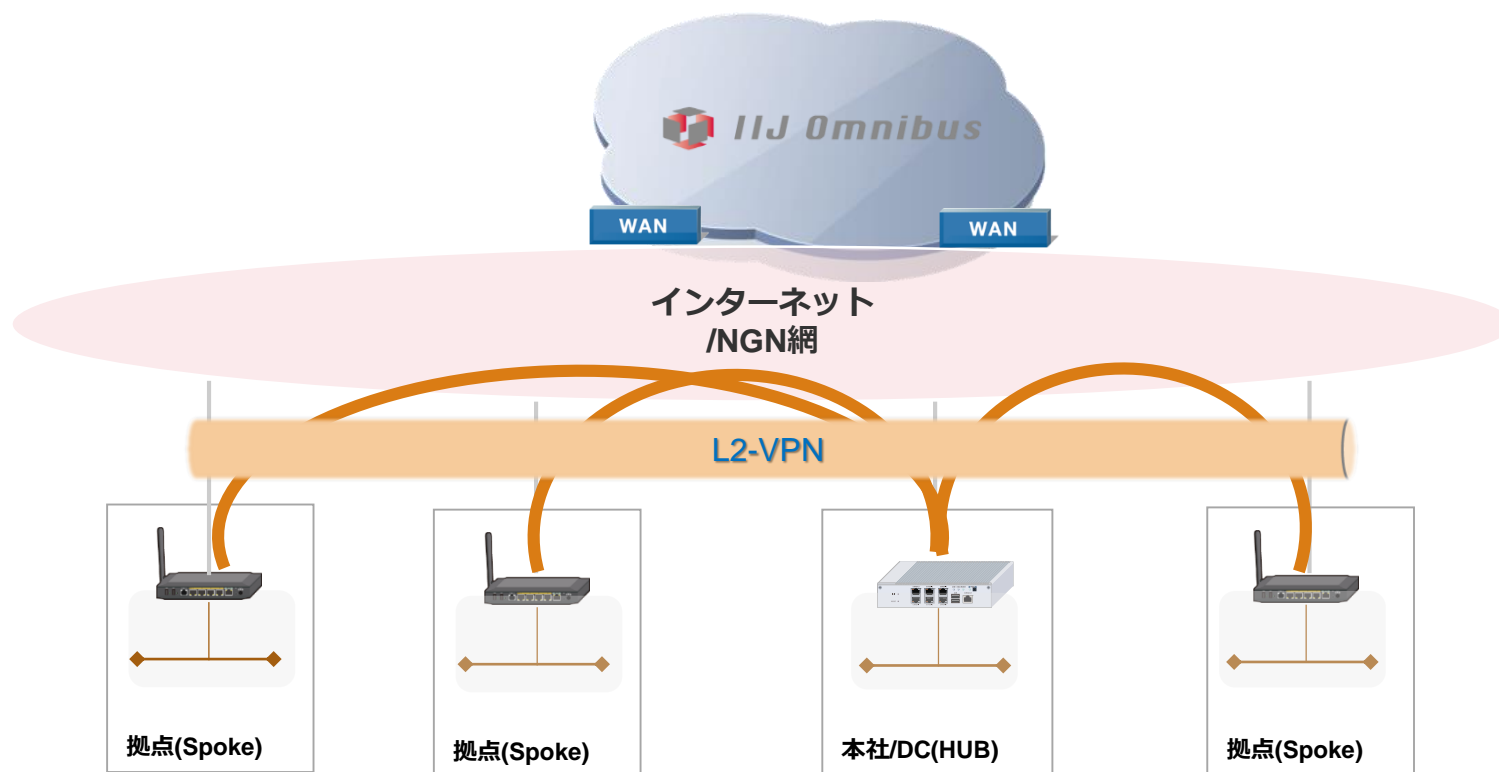 IIJ Omnibus
WAN
WAN
インターネット
/NGN網
L2-VPN
拠点(Spoke)
拠点(Spoke)
本社/DC(HUB)
拠点(Spoke)